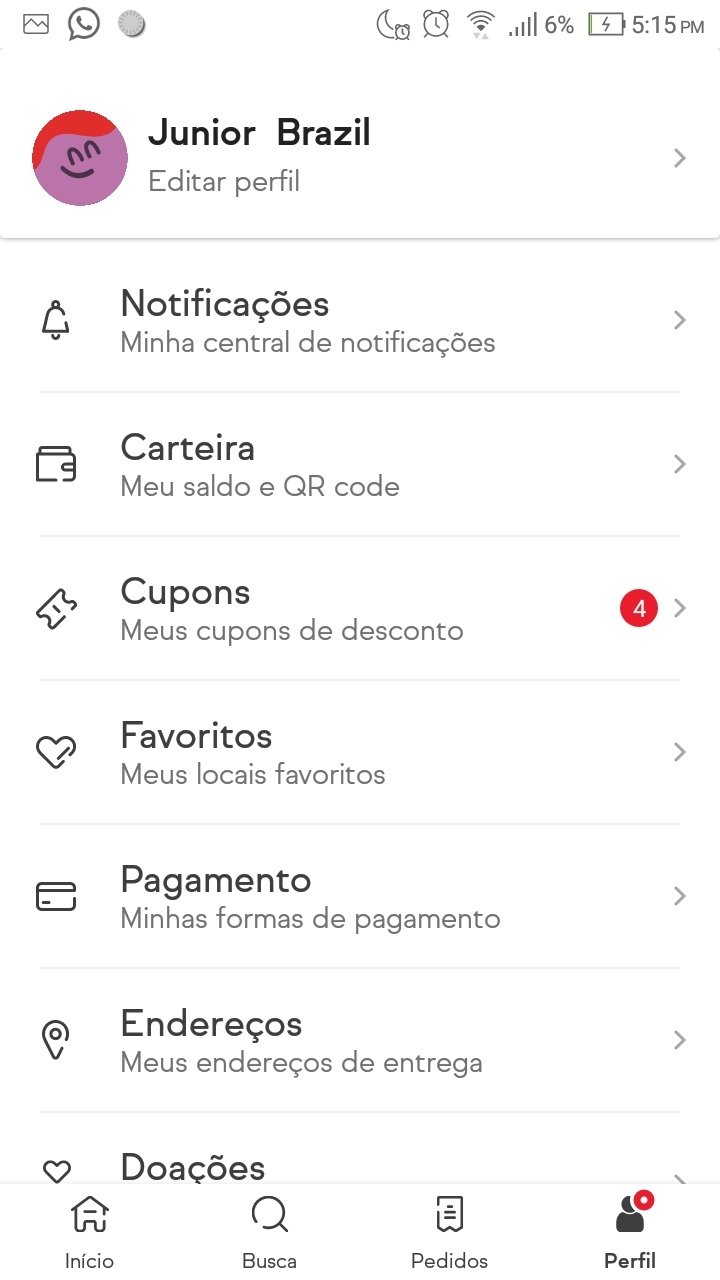 6% 5:15 PM
Junior Brazil
Editar perfil
Notificações
Minha central de notificações
Carteira
Meu saldo e QR code
Cupons
4
Meus cupons de desconto
Favoritos
Meus locais favoritos
Pagamento
Minhas formas de pagamento
Endereços
Meus endereços de entrega
Doações
Início Busca Pedidos Perfil